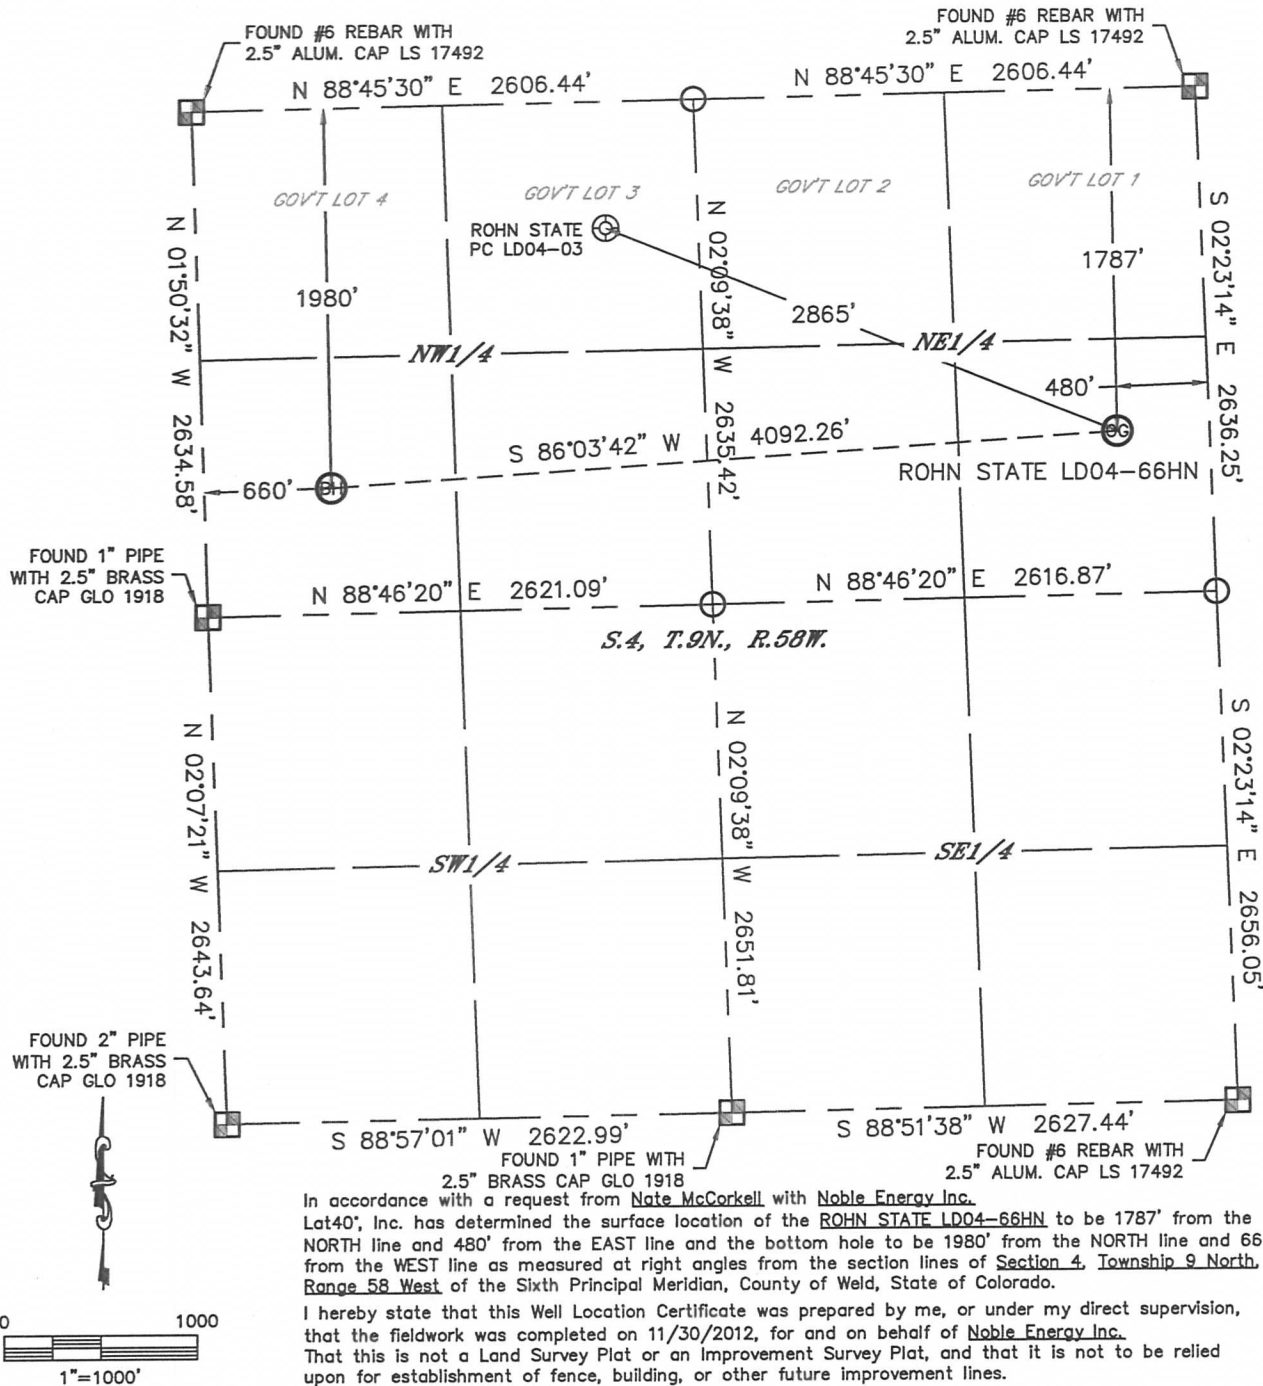 FOUND #6 REBAR WITH
2.5" ALUM. CAP LS 17492
FOUND #6 REBAR WITH
2.5" ALUM. CAP LS 17492
N 88°45'30" E 2606.44'
N 88°45'30" E 2606.44'
GOV'T LOT 4
GOV'T LOT 3
GOV'T LOT 2
GOV'T LOT 1
ROHN STATE
PC LD04-03
N 01°50'32" W 2634.58'
N 02°09'38" W 2635.42'
S 02°23'14" E 2636.25'
1980'
1787'
2865'
NW1/4
NE1/4
480'
S 86°03'42" W 4092.26'
660'
BH
ROHN STATE LD04-66HN
FOUND 1" PIPE
WITH 2.5" BRASS
CAP GLO 1918
N 88°46'20" E 2621.09'
N 88°46'20" E 2616.87'
S.4, T.9N., R.58W.
N 02°07'21" W 2643.64'
N 02°09'38" W 2651.81'
S 02°23'14" E 2656.05'
SW1/4
SE1/4
FOUND 2" PIPE
WITH 2.5" BRASS
CAP GLO 1918
S 88°57'01" W 2622.99'
S 88°51'38" W 2627.44'
FOUND 1" PIPE WITH
2.5" BRASS CAP GLO 1918
FOUND #6 REBAR WITH
2.5" ALUM. CAP LS 17492
In accordance with a request from Nate McCorkell with Noble Energy Inc.
Lat40°, Inc. has determined the surface location of the ROHN STATE LD04-66HN to be 1787' from the
NORTH line and 480' from the EAST line and the bottom hole to be 1980' from the NORTH line and 66
from the WEST line as measured at right angles from the section lines of Section 4, Township 9 North,
Range 58 West of the Sixth Principal Meridian, County of Weld, State of Colorado.
I hereby state that this Well Location Certificate was prepared by me, or under my direct supervision,
that the fieldwork was completed on 11/30/2012, for and on behalf of Noble Energy Inc.
That this is not a Land Survey Plat or an Improvement Survey Plat, and that it is not to be relied
upon for establishment of fence, building, or other future improvement lines.
0 1000
1"=1000'